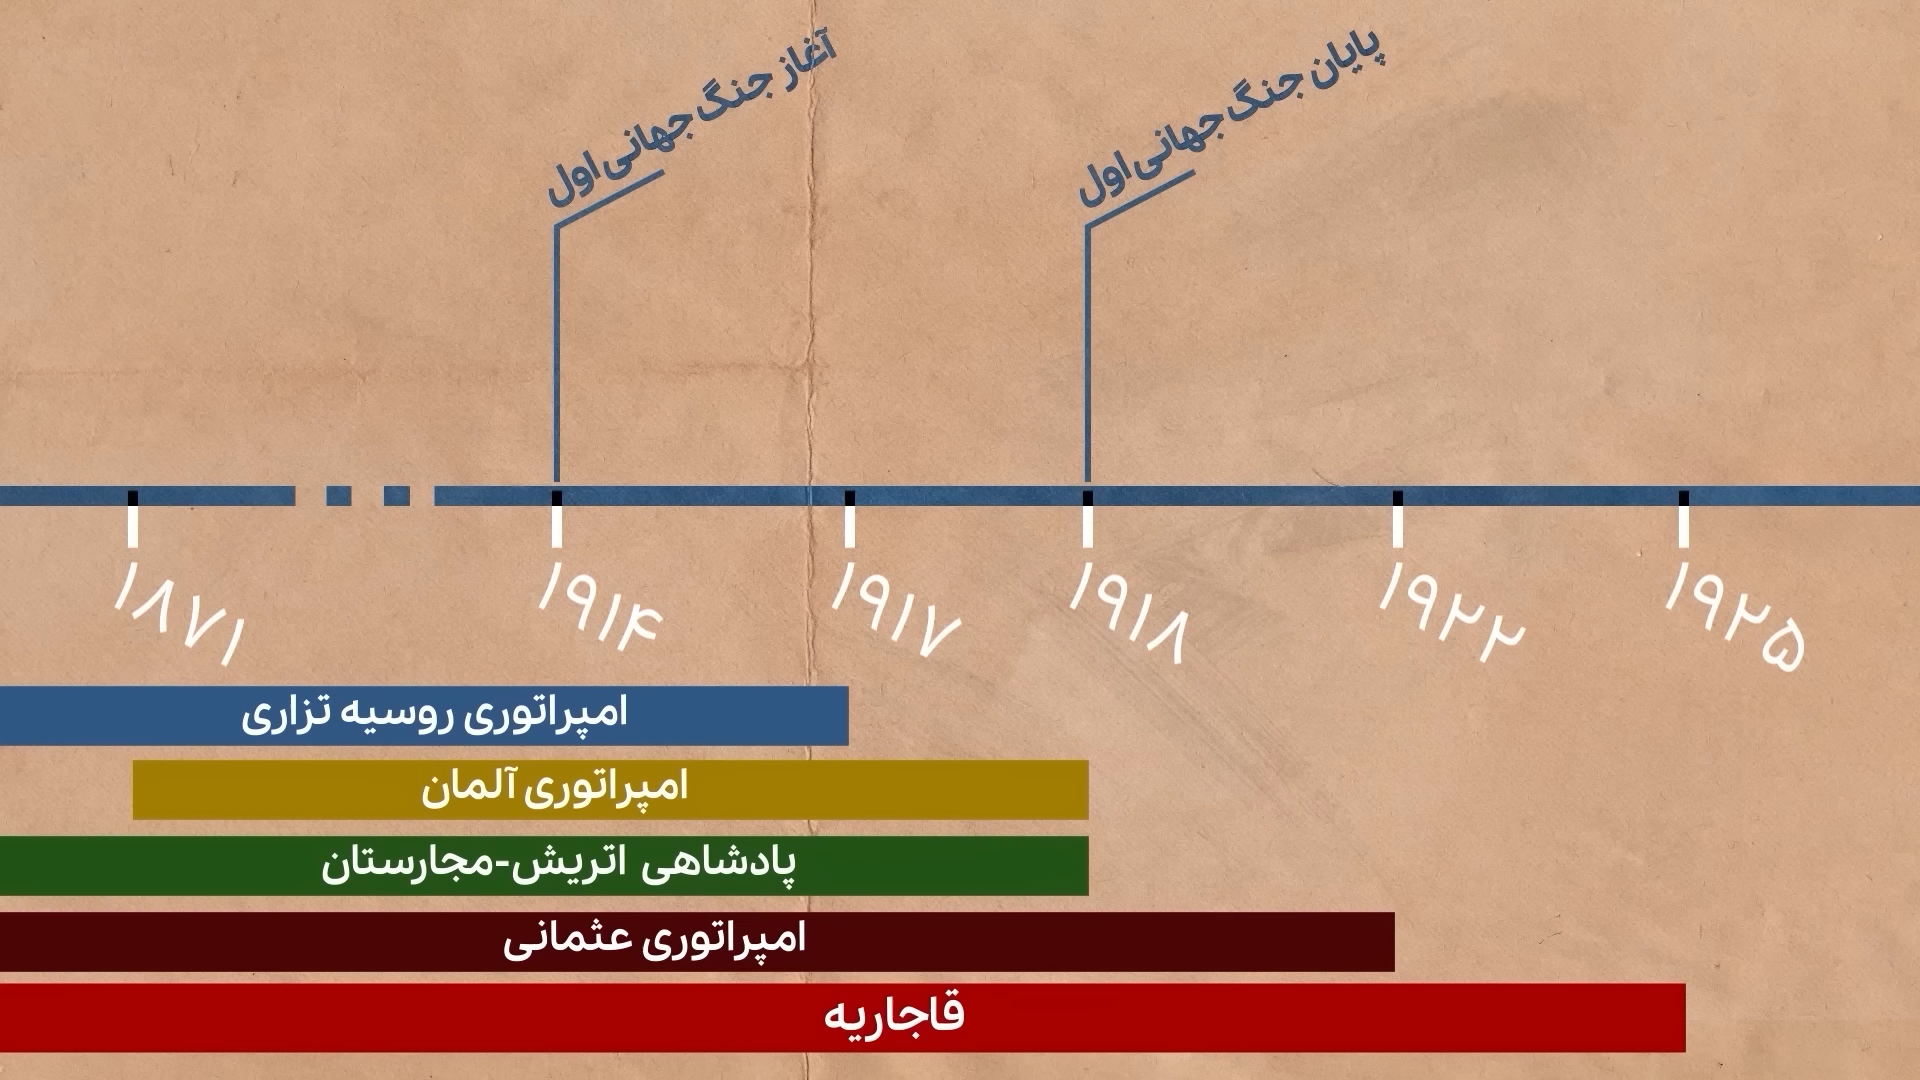 آغاز جنگ جهانی اول
پایان جنگ جهانی اول
۱۸۷۱
۱۹۱۴
۱۹۱۷
۱۹۱۸
۱۹۲۲
۱۹۲۵
امپراتوری روسیه تزاری
امپراتوری آلمان
پادشاهی اتریش-مجارستان
امپراتوری عثمانی
قاجاریه